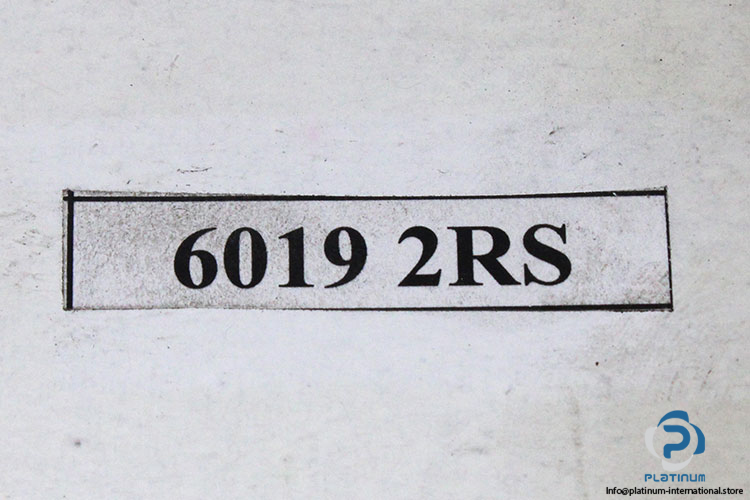 6019 2RS
PLATINUM
Info@platinum-international.store